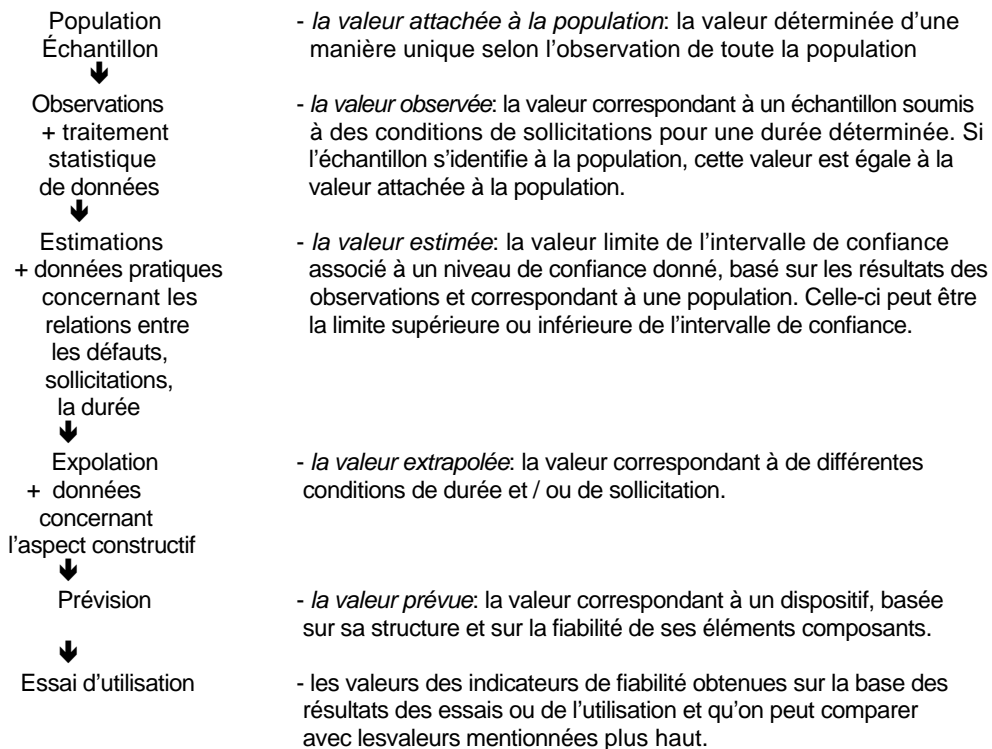 Population - la valeur attachée à la population: la valeur déterminée d'une
Échantillon manière unique selon l'observation de toute la population
Observations - la valeur observée: la valeur correspondant à un échantillon soumis
+ traitement à des conditions de sollicitations pour une durée déterminée. Si
statistique l'échantillon s'identifie à la population, cette valeur est égale à la
de données valeur attachée à la population.
Estimations - la valeur estimée: la valeur limite de l'intervalle de confiance
+ données pratiques associé à un niveau de confiance donné, basé sur les résultats des
concernant les observations et correspondant à une population. Celle-ci peut être
relations entre la limite supérieure ou inférieure de l'intervalle de confiance.
les défauts,
sollicitations,
la durée
Expolation - la valeur extrapolée: la valeur correspondant à de différentes
+ données conditions de durée et / ou de sollicitation.
concernant
l'aspect constructif
Prévision - la valeur prévue: la valeur correspondant à un dispositif, basée
sur sa structure et sur la fiabilité de ses éléments composants.
Essai d'utilisation - les valeurs des indicateurs de fiabilité obtenues sur la base des
résultats des essais ou de l'utilisation et qu'on peut comparer
avec lesvaleurs mentionnées plus haut.